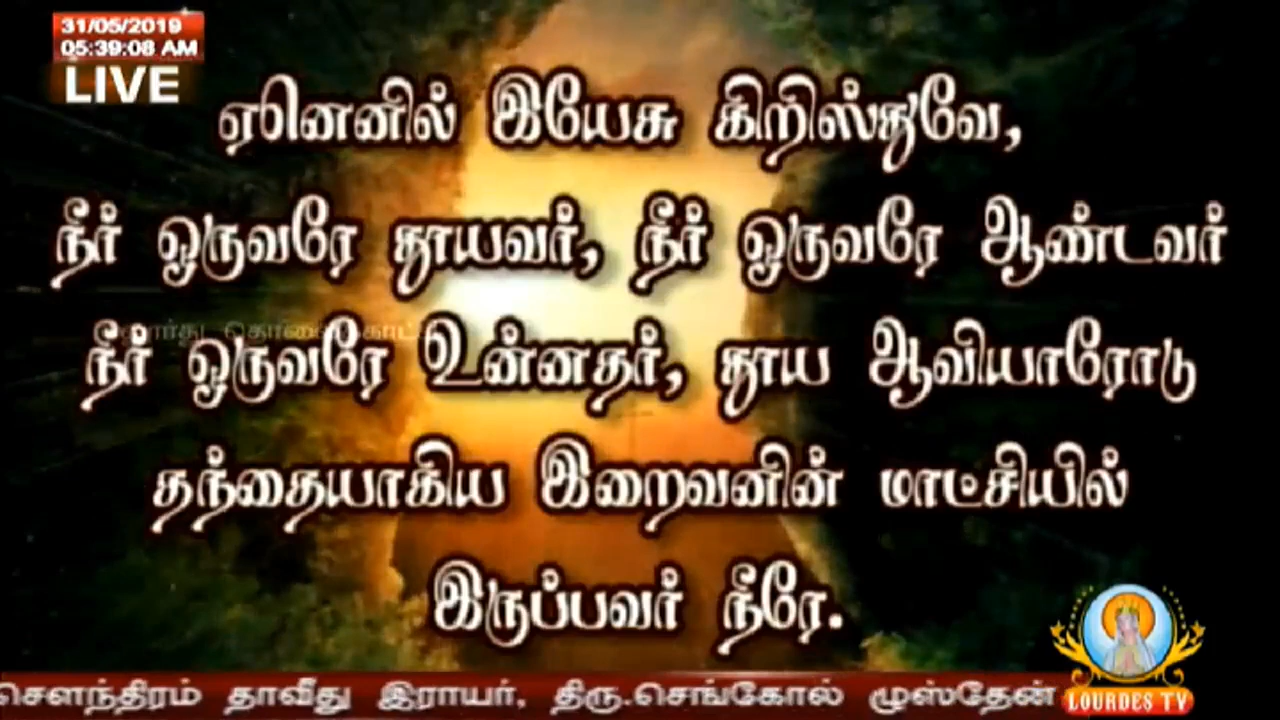 31/05/2019
05:39:08 AM
LIVE
ஏனெனில் இயேசு கிறிஸ்துவே,
நீர் ஒருவரே தூயவர், நீர் ஒருவரே ஆண்டவர்
நீர் ஒருவரே உன்னதர், தூய ஆவியாரோடு
தந்தையாகிய இறைவனின் மாட்சியில்
இருப்பவர் நீரே.
சௌந்திரம் தாவீது இராயர், திரு.செங்கோல் முஸ்தேன்
LOURDES TV